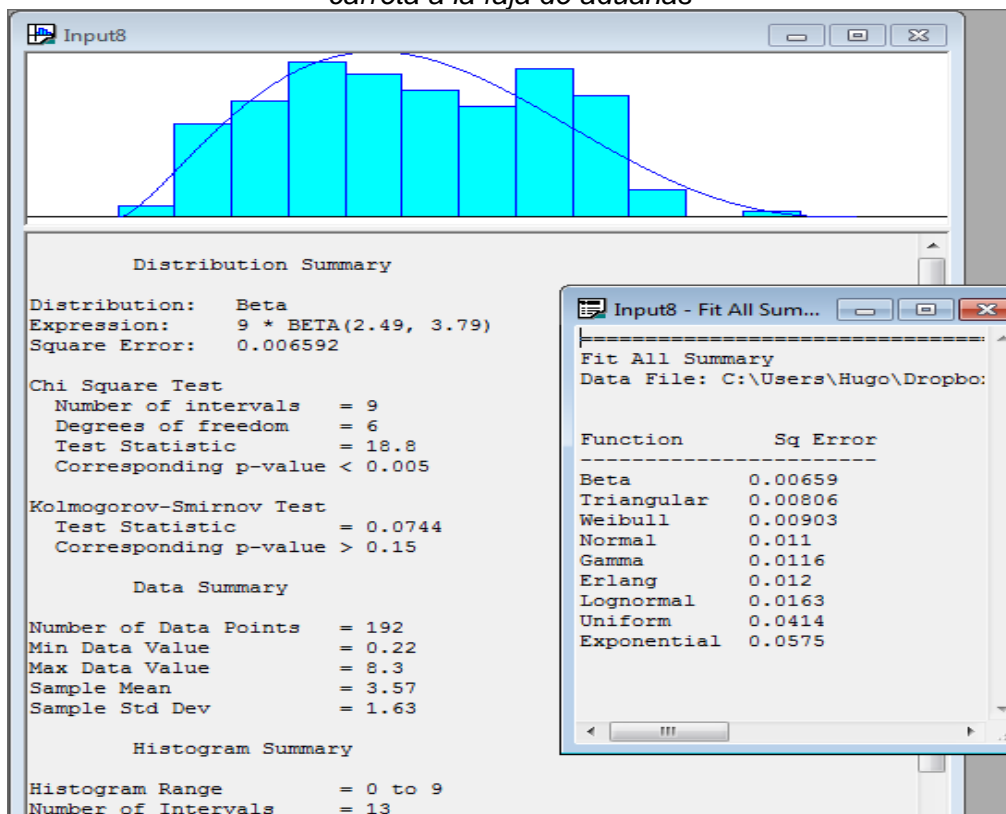 carreta a la faja de aduanas
Input8
Distribution Summary
Distribution: Beta
Expression: 9 * BETA(2.49, 3.79)
Square Error: 0.006592
Chi Square Test
Number of intervals = 9
Degrees of freedom = 6
Test Statistic = 18.8
Corresponding p-value < 0.005
Kolmogorov-Smirnov Test
Test Statistic = 0.0744
Corresponding p-value > 0.15
Data Summary
Number of Data Points = 192
Min Data Value = 0.22
Max Data Value = 8.3
Sample Mean = 3.57
Sample Std Dev = 1.63
Histogram Summary
Histogram Range = 0 to 9
Number of Intervals = 13
Input8 - Fit All Sum...
Fit All Summary
Data File: C:\Users\Hugo\Dropbo
Function Sq Error
Beta 0.00659
Triangular 0.00806
Weibull 0.00903
Normal 0.011
Gamma 0.0116
Erlang 0.012
Lognormal 0.0163
Uniform 0.0414
Exponential 0.0575